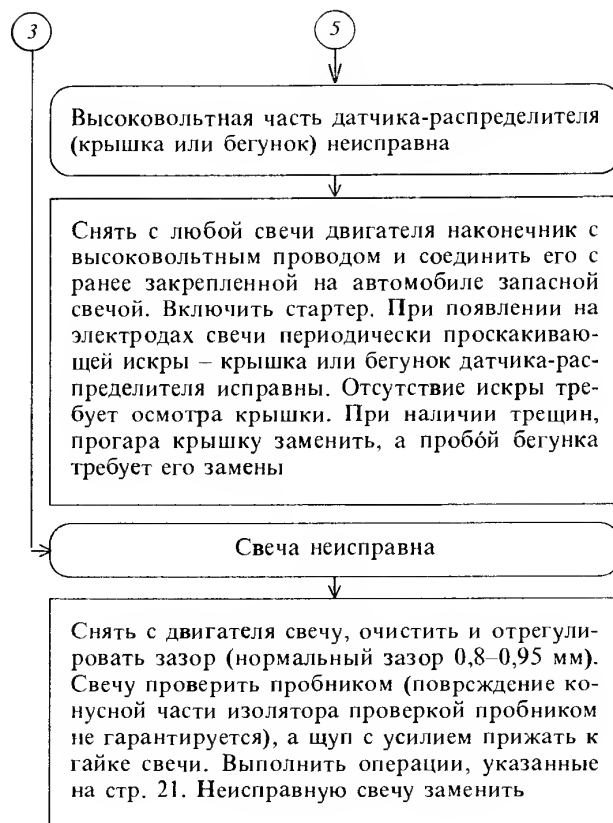 3
5
Высоковольтная часть датчика-распределителя
(крышка или бегунок) неисправна
Снять с любой свечи двигателя наконечник с
высоковольтным проводом и соединить его с
ранее закрепленной на автомобиле запасной
свечой. Включить стартер. При появлении на
электродах свечи периодически проскакиваю-
щей искры – крышка или бегунок датчика-рас-
пределителя исправны. Отсутствие искры тре-
бует осмотра крышки. При наличии трещин,
прогара крышку заменить, а пробóй бегунка
требует его замены
Свеча неисправна
Снять с двигателя свечу, очистить и отрегули-
ровать зазор (нормальный зазор 0,8–0,95 мм).
Свечу проверить пробником (повреждение ко-
нусной части изолятора проверкой пробником
не гарантируется), а щуп с усилием прижать к
гайке свечи. Выполнить операции, указанные
на стр. 21. Неисправную свечу заменить